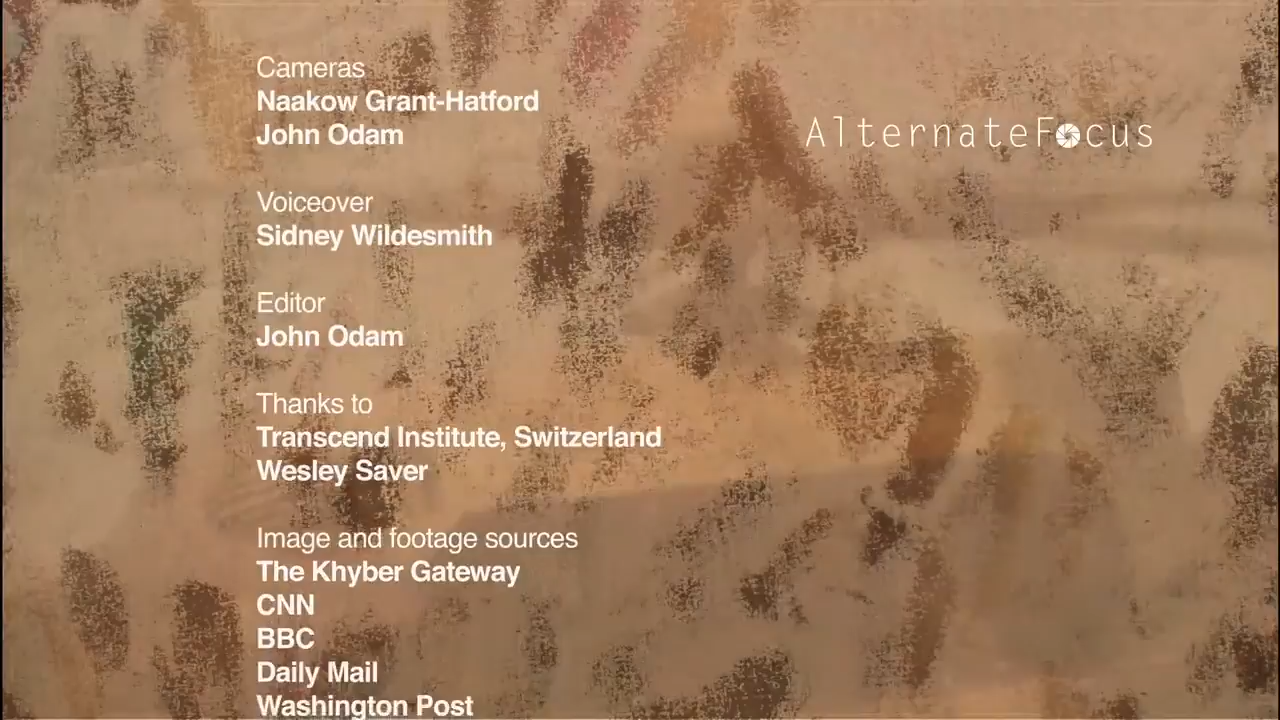 Cameras
Naakow Grant-Hatford
John Odam
AlternateFocus
Voiceover
Sidney Wildesmith
Editor
John Odam
Thanks to
Transcend Institute, Switzerland
Wesley Saver
Image and footage sources
The Khyber Gateway
CNN
BBC
Daily Mail
Washington Post